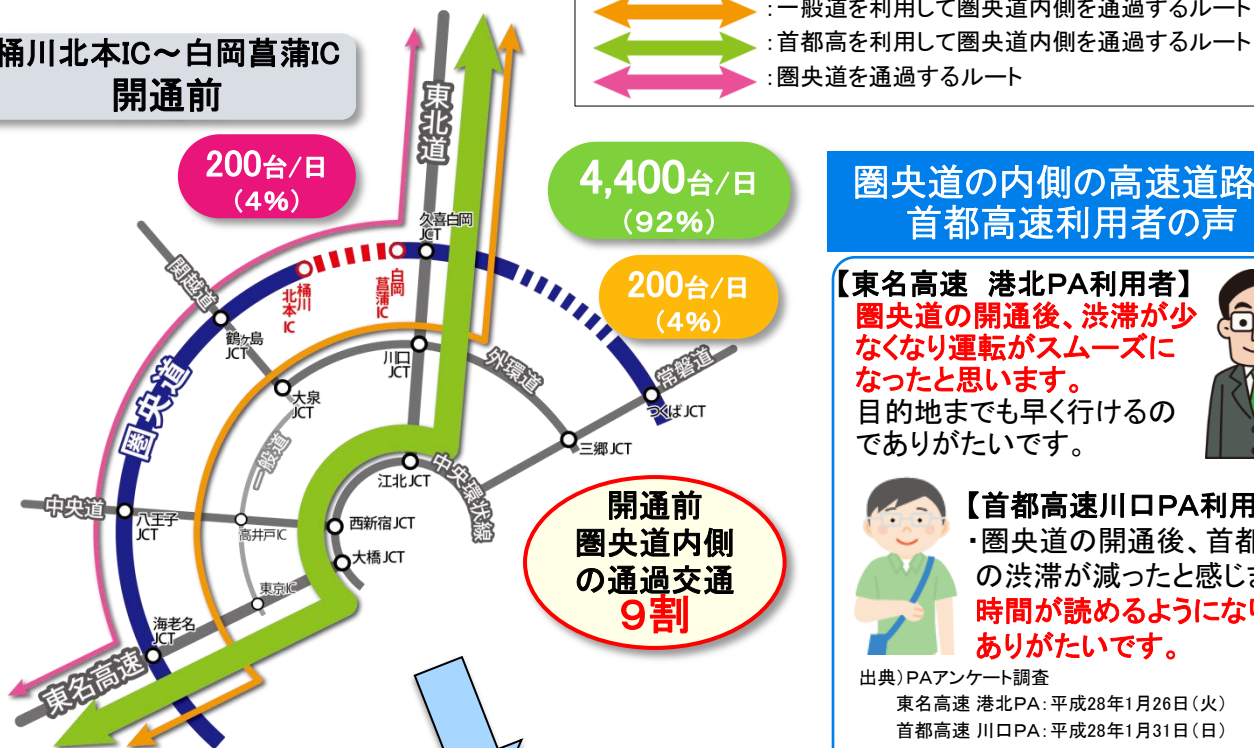 :一般道を利用して圏央道内側を通過するルート
:首都高を利用して圏央道内側を通過するルート
:圏央道を通過するルート
桶川北本IC～白岡菖蒲IC
開通前
200台/日
(4%)
4,400台/日
(92%)
200台/日
(4%)
東北道
久喜白岡
JCT
関越道
桶川
北本
IC
白岡
菖蒲
IC
鶴ヶ島
JCT
川口
JCT
外環道
常磐道
つくばJCT
圏央道
大泉
JCT
一般道
三郷JCT
江北JCT
中央環状線
中央道
八王子
JCT
高井戸IC
西新宿JCT
大橋JCT
東京IC
海老名
JCT
東名高速
開通前
圏央道内側
の通過交通
9割
圏央道の内側の高速道路
首都高速利用者の声
【東名高速 港北PA利用者】
圏央道の開通後、渋滞が少
なくなり運転がスムーズに
なったと思います。
目的地までも早く行けるの
でありがたいです。
【首都高速川口PA利用
・圏央道の開通後、首都
の渋滞が減ったと感じ
時間が読めるようにな
ありがたいです。
出典)PAアンケート調査
東名高速 港北PA:平成28年1月26日(火)
首都高速 川口PA:平成28年1月31日(日)